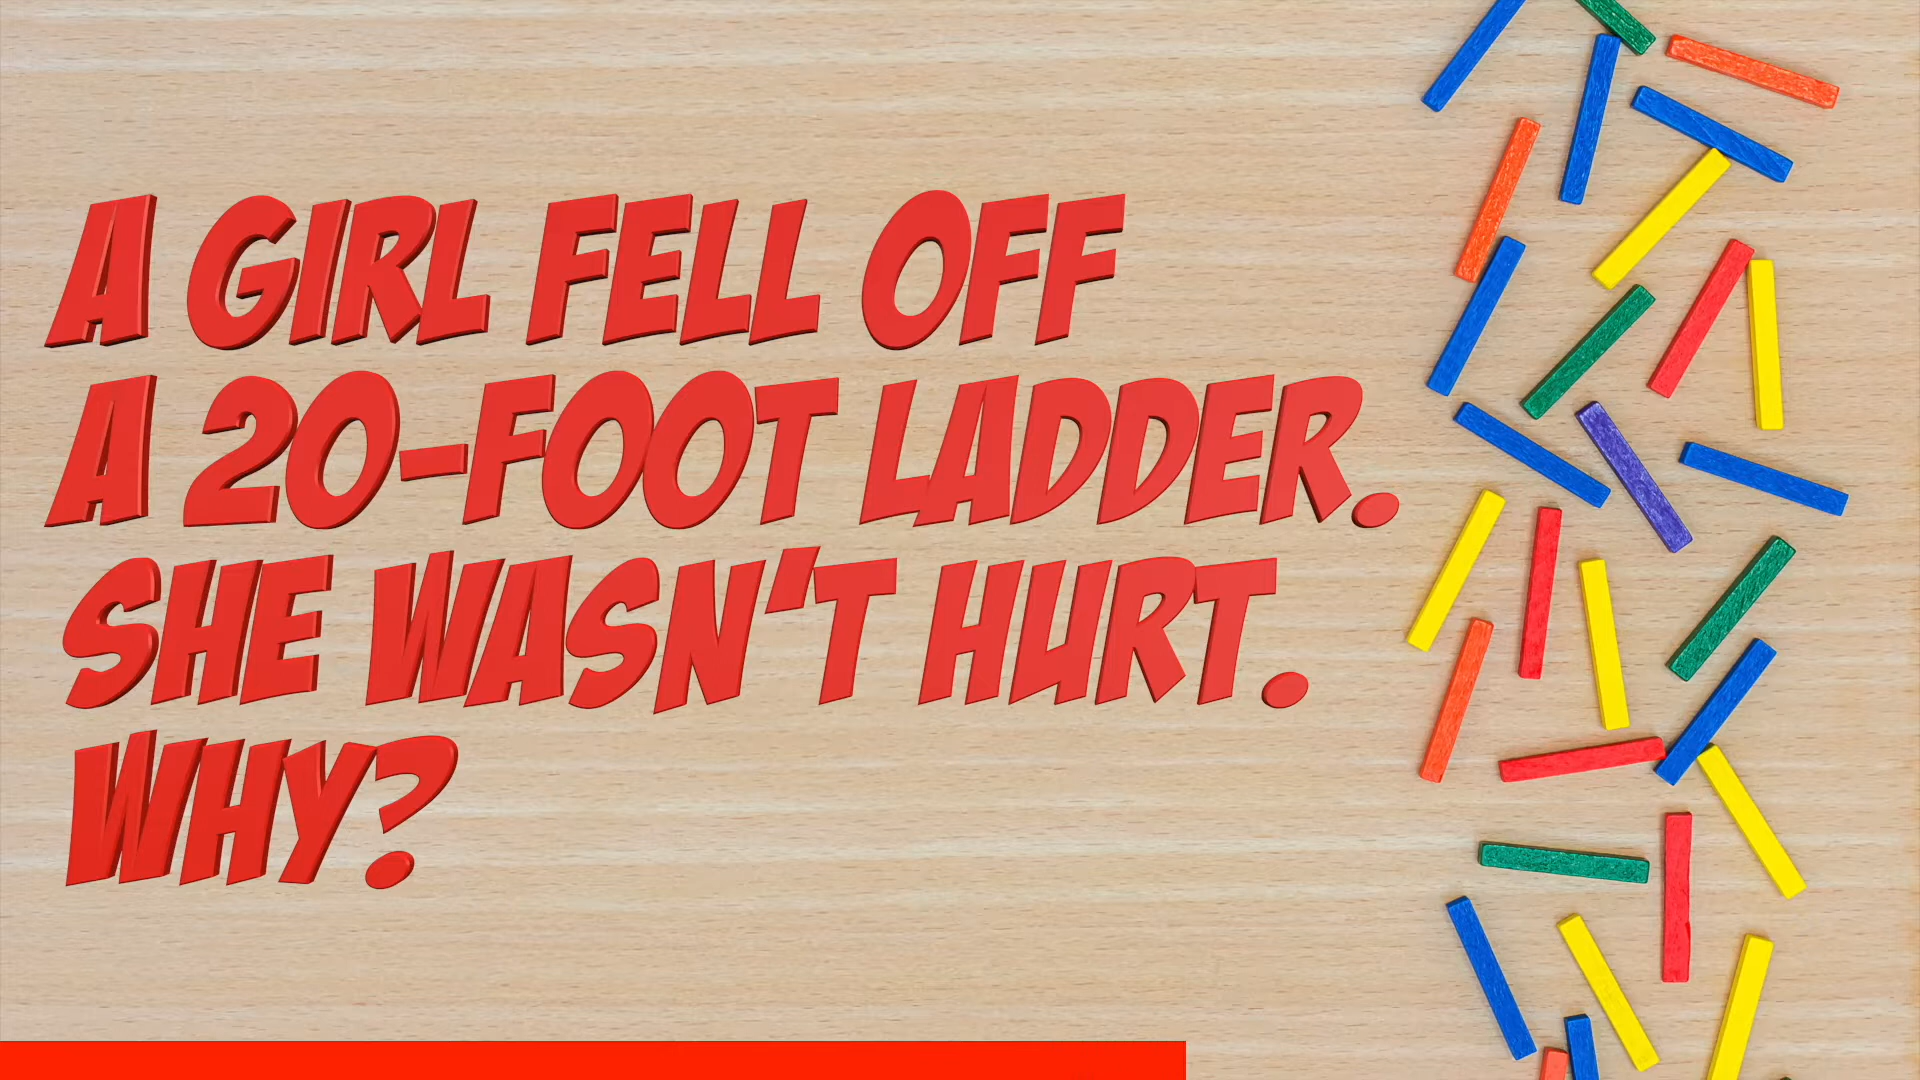 A GIRL FELL OFF
A 20-FOOT LADDER.
SHE WASN'T HURT.
WHY?